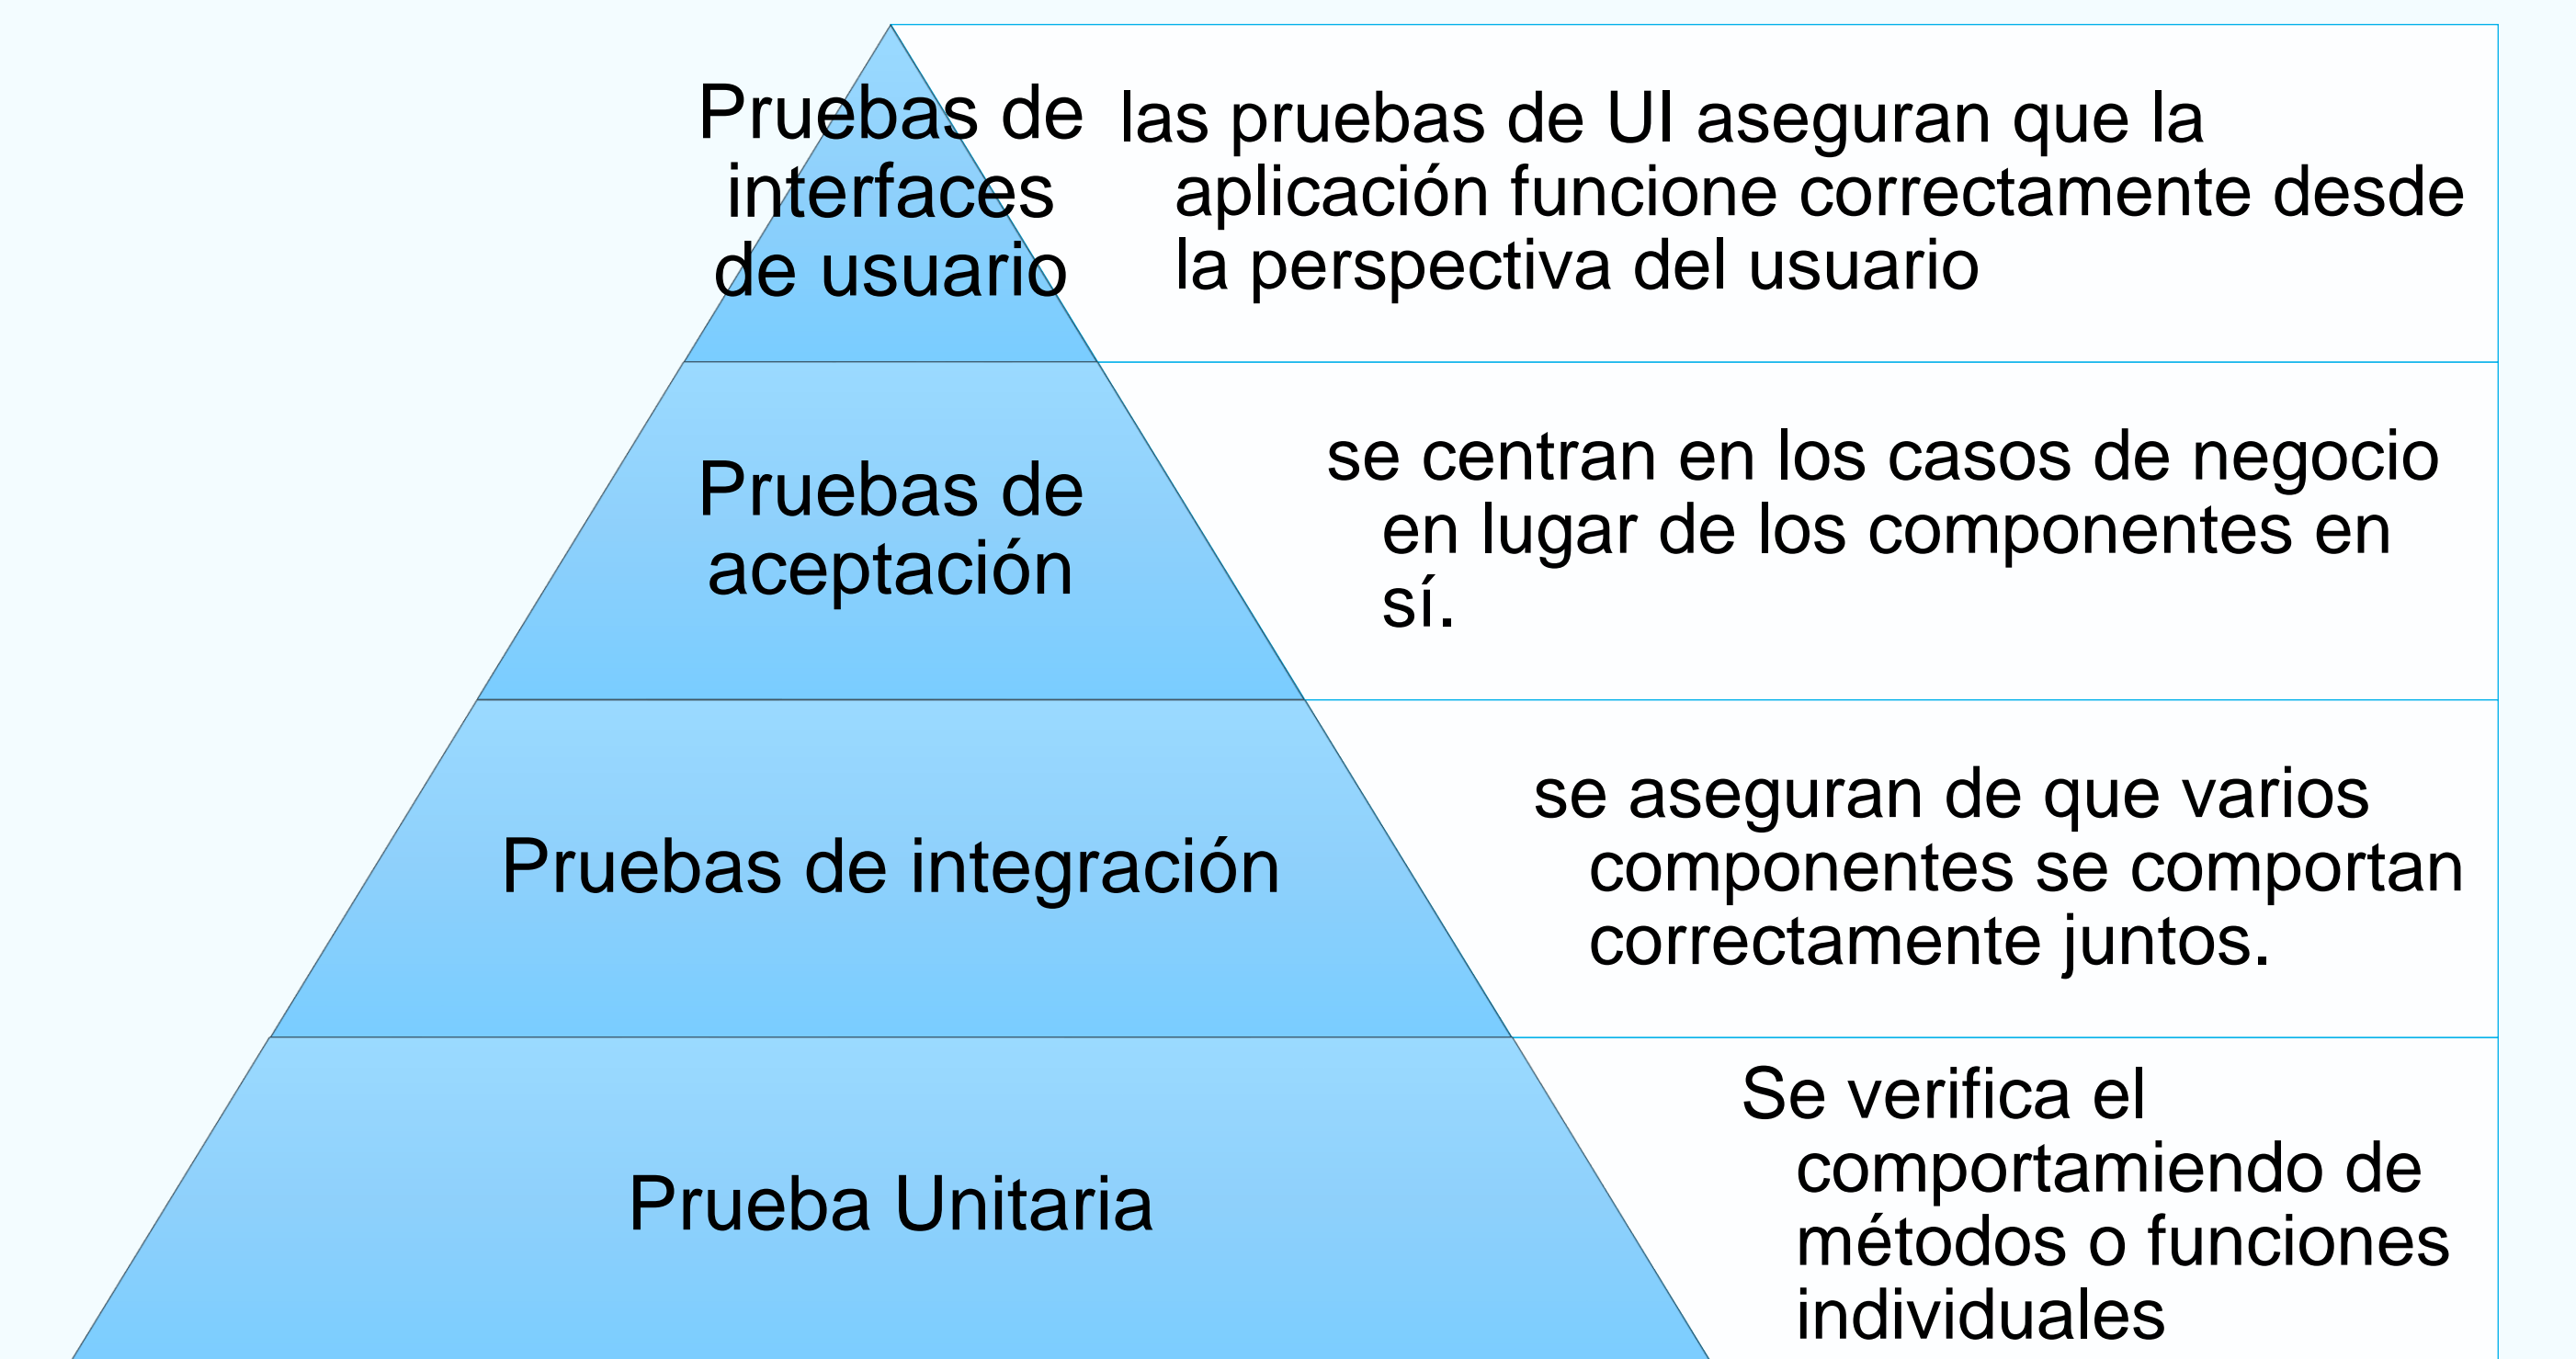 Pruebas de
interfaces
de usuario
las pruebas de UI aseguran que la
aplicación funcione correctamente desde
la perspectiva del usuario
Pruebas de
aceptación
se centran en los casos de negocio
en lugar de los componentes en
sí.
Pruebas de integración
se aseguran de que varios
componentes se comportan
correctamente juntos.
Prueba Unitaria
Se verifica el
comportamiendo de
métodos o funciones
individuales